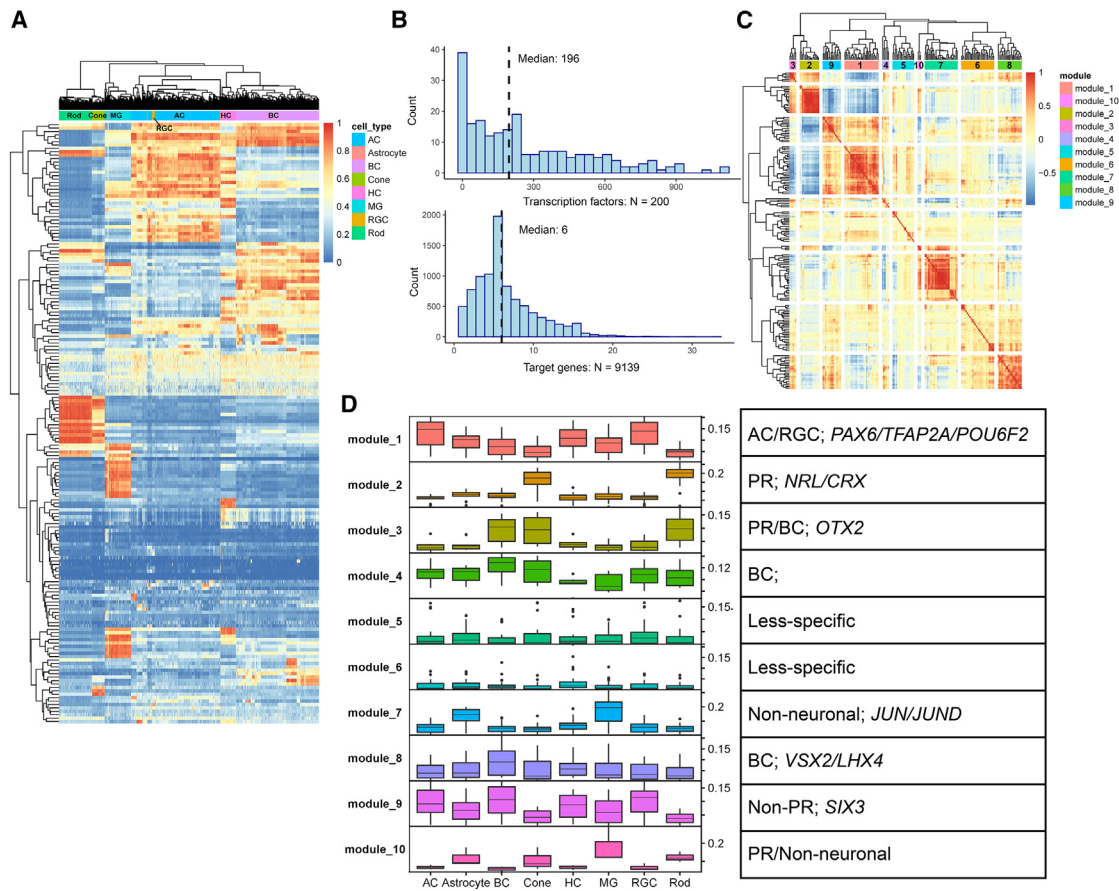 A
Rod
Cone
MG
AC
HC
BC
RGC
1
0.8
0.6
0.4
0.2
0
cell_type
AC
Astrocyte
BC
Cone
HC
MG
RGC
Rod
B
Median: 196
Count
40
30
20
10
0
0
300
600
900
Transcription factors: N = 200
Median: 6
Count
2000
1500
1000
500
0
0
10
20
30
Target genes: N = 9139
C
3
2
9
1
4
5
10
7
6
8
1
0.5
0
−0.5
module
module_1
module_10
module_2
module_3
module_4
module_5
module_6
module_7
module_8
module_9
D
module_1
0.15
AC/RGC; PAX6/TFAP2A/POU6F2
module_2
0.2
PR; NRL/CRX
module_3
0.15
PR/BC; OTX2
module_4
0.12
BC;
module_5
0.15
Less-specific
module_6
0.15
Less-specific
module_7
0.2
Non-neuronal; JUN/JUND
module_8
0.15
BC; VSX2/LHX4
module_9
0.15
Non-PR; SIX3
module_10
0.2
PR/Non-neuronal
AC Astrocyte BC Cone HC MG RGC Rod